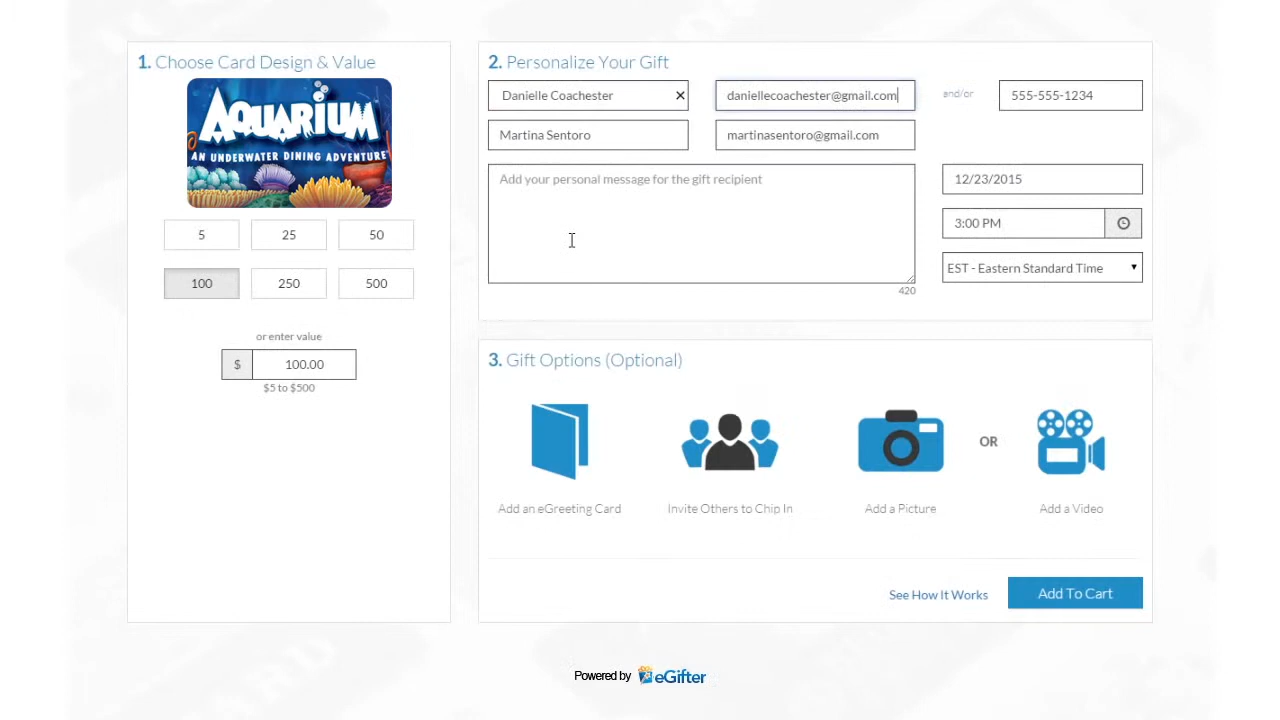 1. Choose Card Design & Value
AQUARIUM
AN UNDERWATER DINING ADVENTURE
5 25 50
100 250 500
or enter value
$ 100.00
$5 to $500
2. Personalize Your Gift
Danielle Coachester × daniellecoachester@gmail.com and/or 555-555-1234
Martina Sentoro martinasentoro@gmail.com
Add your personal message for the gift recipient
12/23/2015
3:00 PM
EST - Eastern Standard Time
420
3. Gift Options (Optional)
OR
Add an eGreeting Card Invite Others to Chip In Add a Picture Add a Video
See How It Works Add To Cart
Powered by eGifter